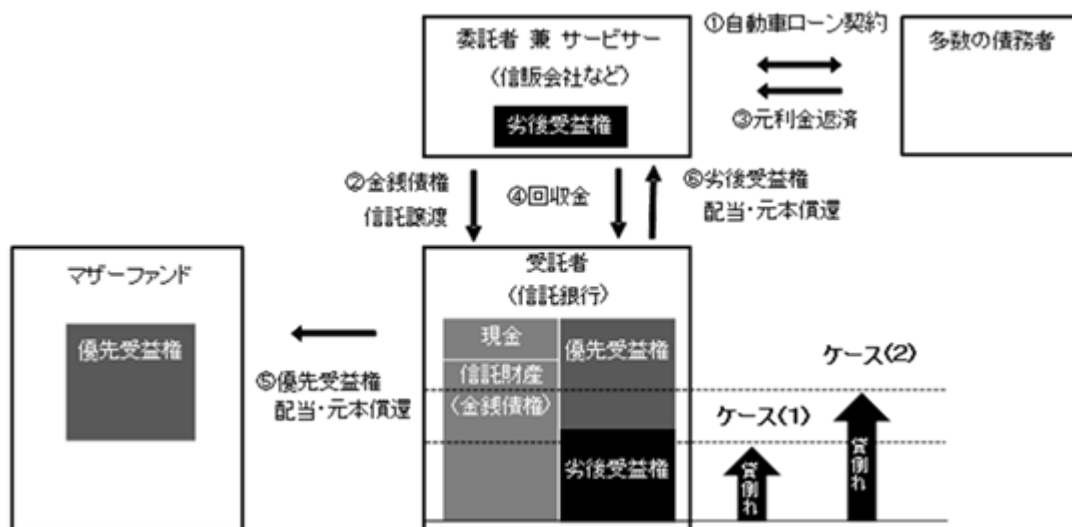 委託者 兼 サービサー
〈信販会社など〉
劣後受益権
①自動車ローン契約
③元利金返済
多数の債務者
②金銭債権
信託譲渡
④回収金
⑥劣後受益権
配当・元本償還
マザーファンド
優先受益権
⑤優先受益権
配当・元本償還
受託者
〈信託銀行〉
現金
信託財産
〈金銭債権〉
優先受益権
劣後受益権
ケース(1)
貸倒れ
ケース(2)
貸倒れ